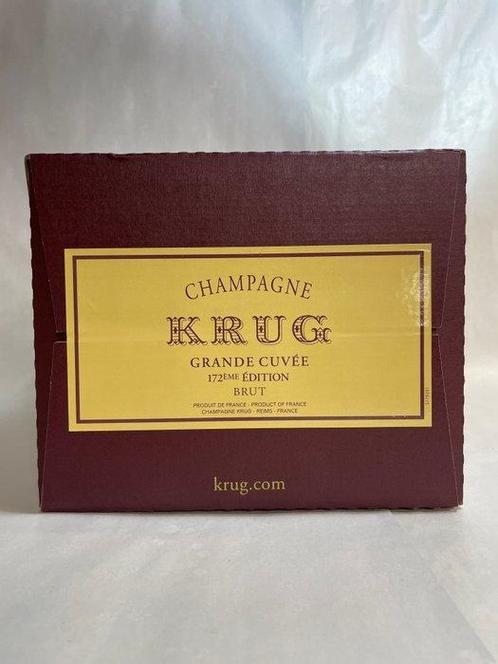 CHAMPAGNE
KRUG
GRANDE CUVÉE
172ÈME ÉDITION
BRUT
PRODUIT DE FRANCE - PRODUCT OF FRANCE
CHAMPAGNE KRUG - REIMS - FRANCE
krug.com